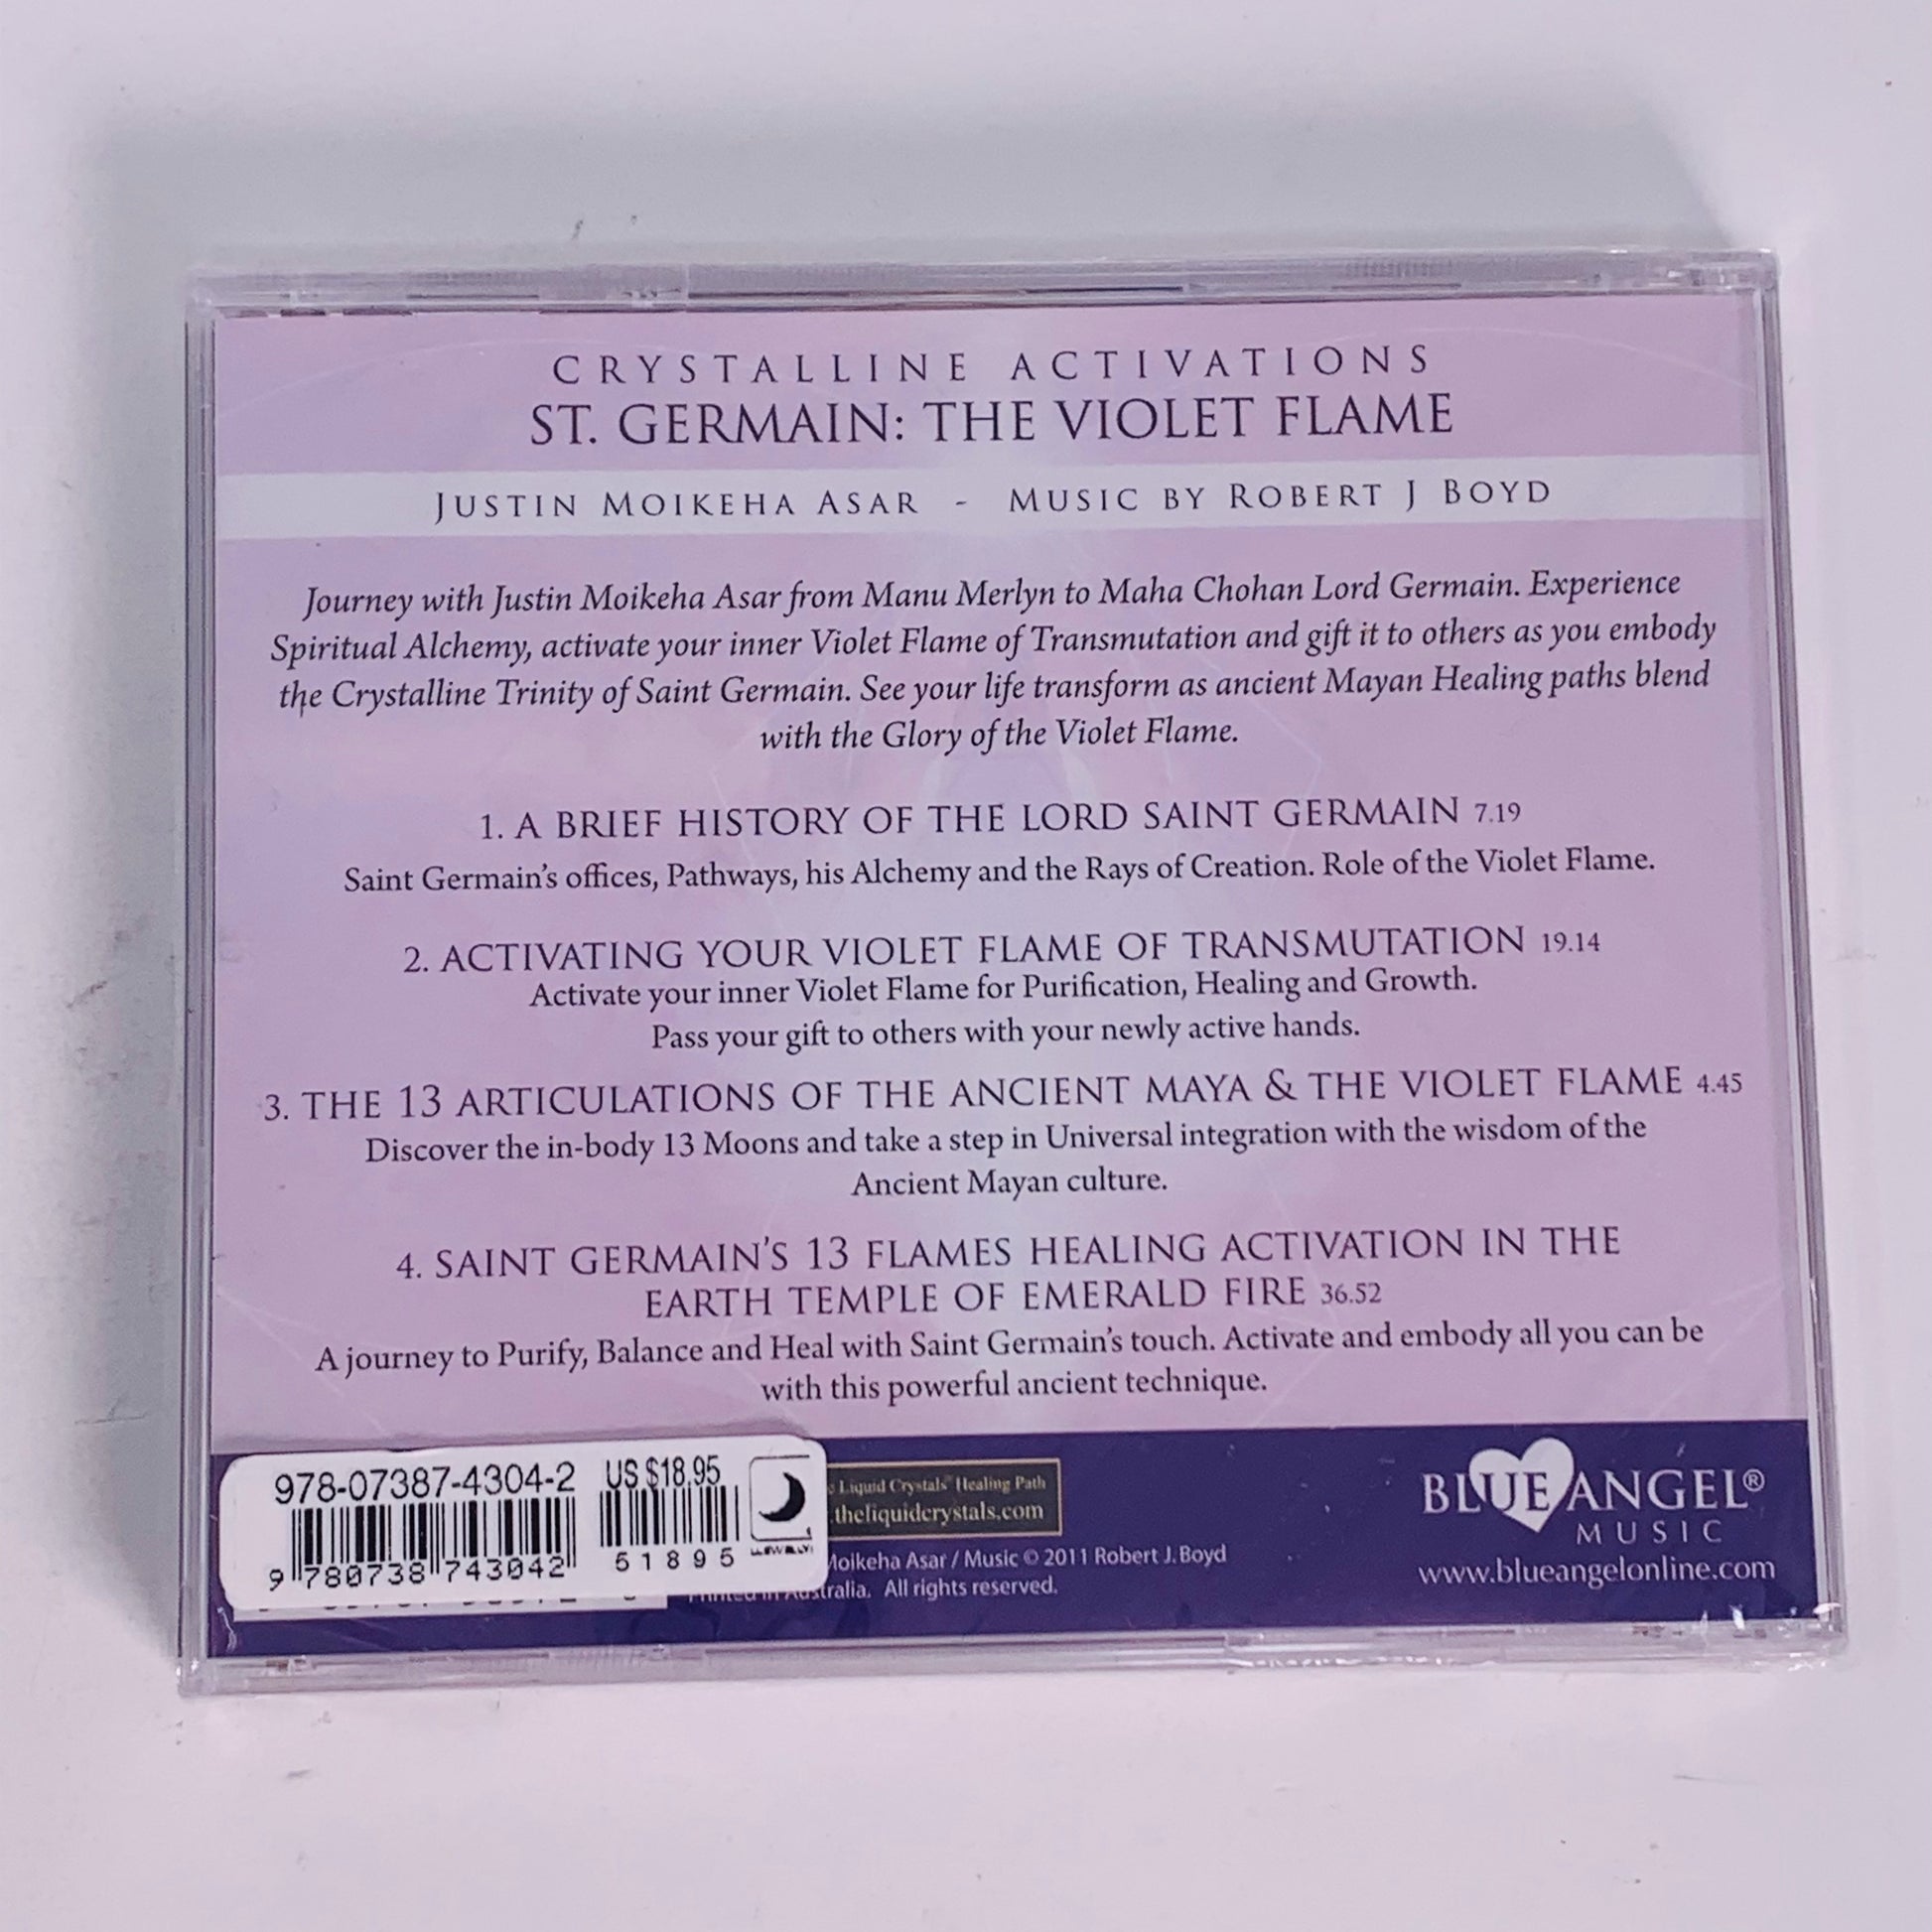 CRYSTALLINE ACTIVATIONS
ST. GERMAIN: THE VIOLET FLAME
JUSTIN MOIKEHA ASAR - MUSIC BY ROBERT J BOYD
Journey with Justin Moikeha Asar from Manu Merlyn to Maha Chohan Lord Germain. Experience
Spiritual Alchemy, activate your inner Violet Flame of Transmutation and gift it to others as you embody
the Crystalline Trinity of Saint Germain. See your life transform as ancient Mayan Healing paths blend
with the Glory of the Violet Flame.
1. A BRIEF HISTORY OF THE LORD SAINT GERMAIN 7.19
Saint Germain's offices, Pathways, his Alchemy and the Rays of Creation. Role of the Violet Flame.
2. ACTIVATING YOUR VIOLET FLAME OF TRANSMUTATION 19.14
Activate your inner Violet Flame for Purification, Healing and Growth.
Pass your gift to others with your newly active hands.
3. THE 13 ARTICULATIONS OF THE ANCIENT MAYA & THE VIOLET FLAME 4.45
Discover the in-body 13 Moons and take a step in Universal integration with the wisdom of the
Ancient Mayan culture.
4. SAINT GERMAIN'S 13 FLAMES HEALING ACTIVATION IN THE
EARTH TEMPLE OF EMERALD FIRE 36.52
A journey to Purify, Balance and Heal with Saint Germain's touch. Activate and embody all you can be
with this powerful ancient technique.
978-07387-4304-2 US $18.95
9 780738 743042 51895
Liquid Crystals™ Healing Path
.theliquidcrystals.com
Moikeha Asar / Music © 2011 Robert J. Boyd
All rights reserved.
BLUE ANGEL®
MUSIC
www.blueangelonline.com